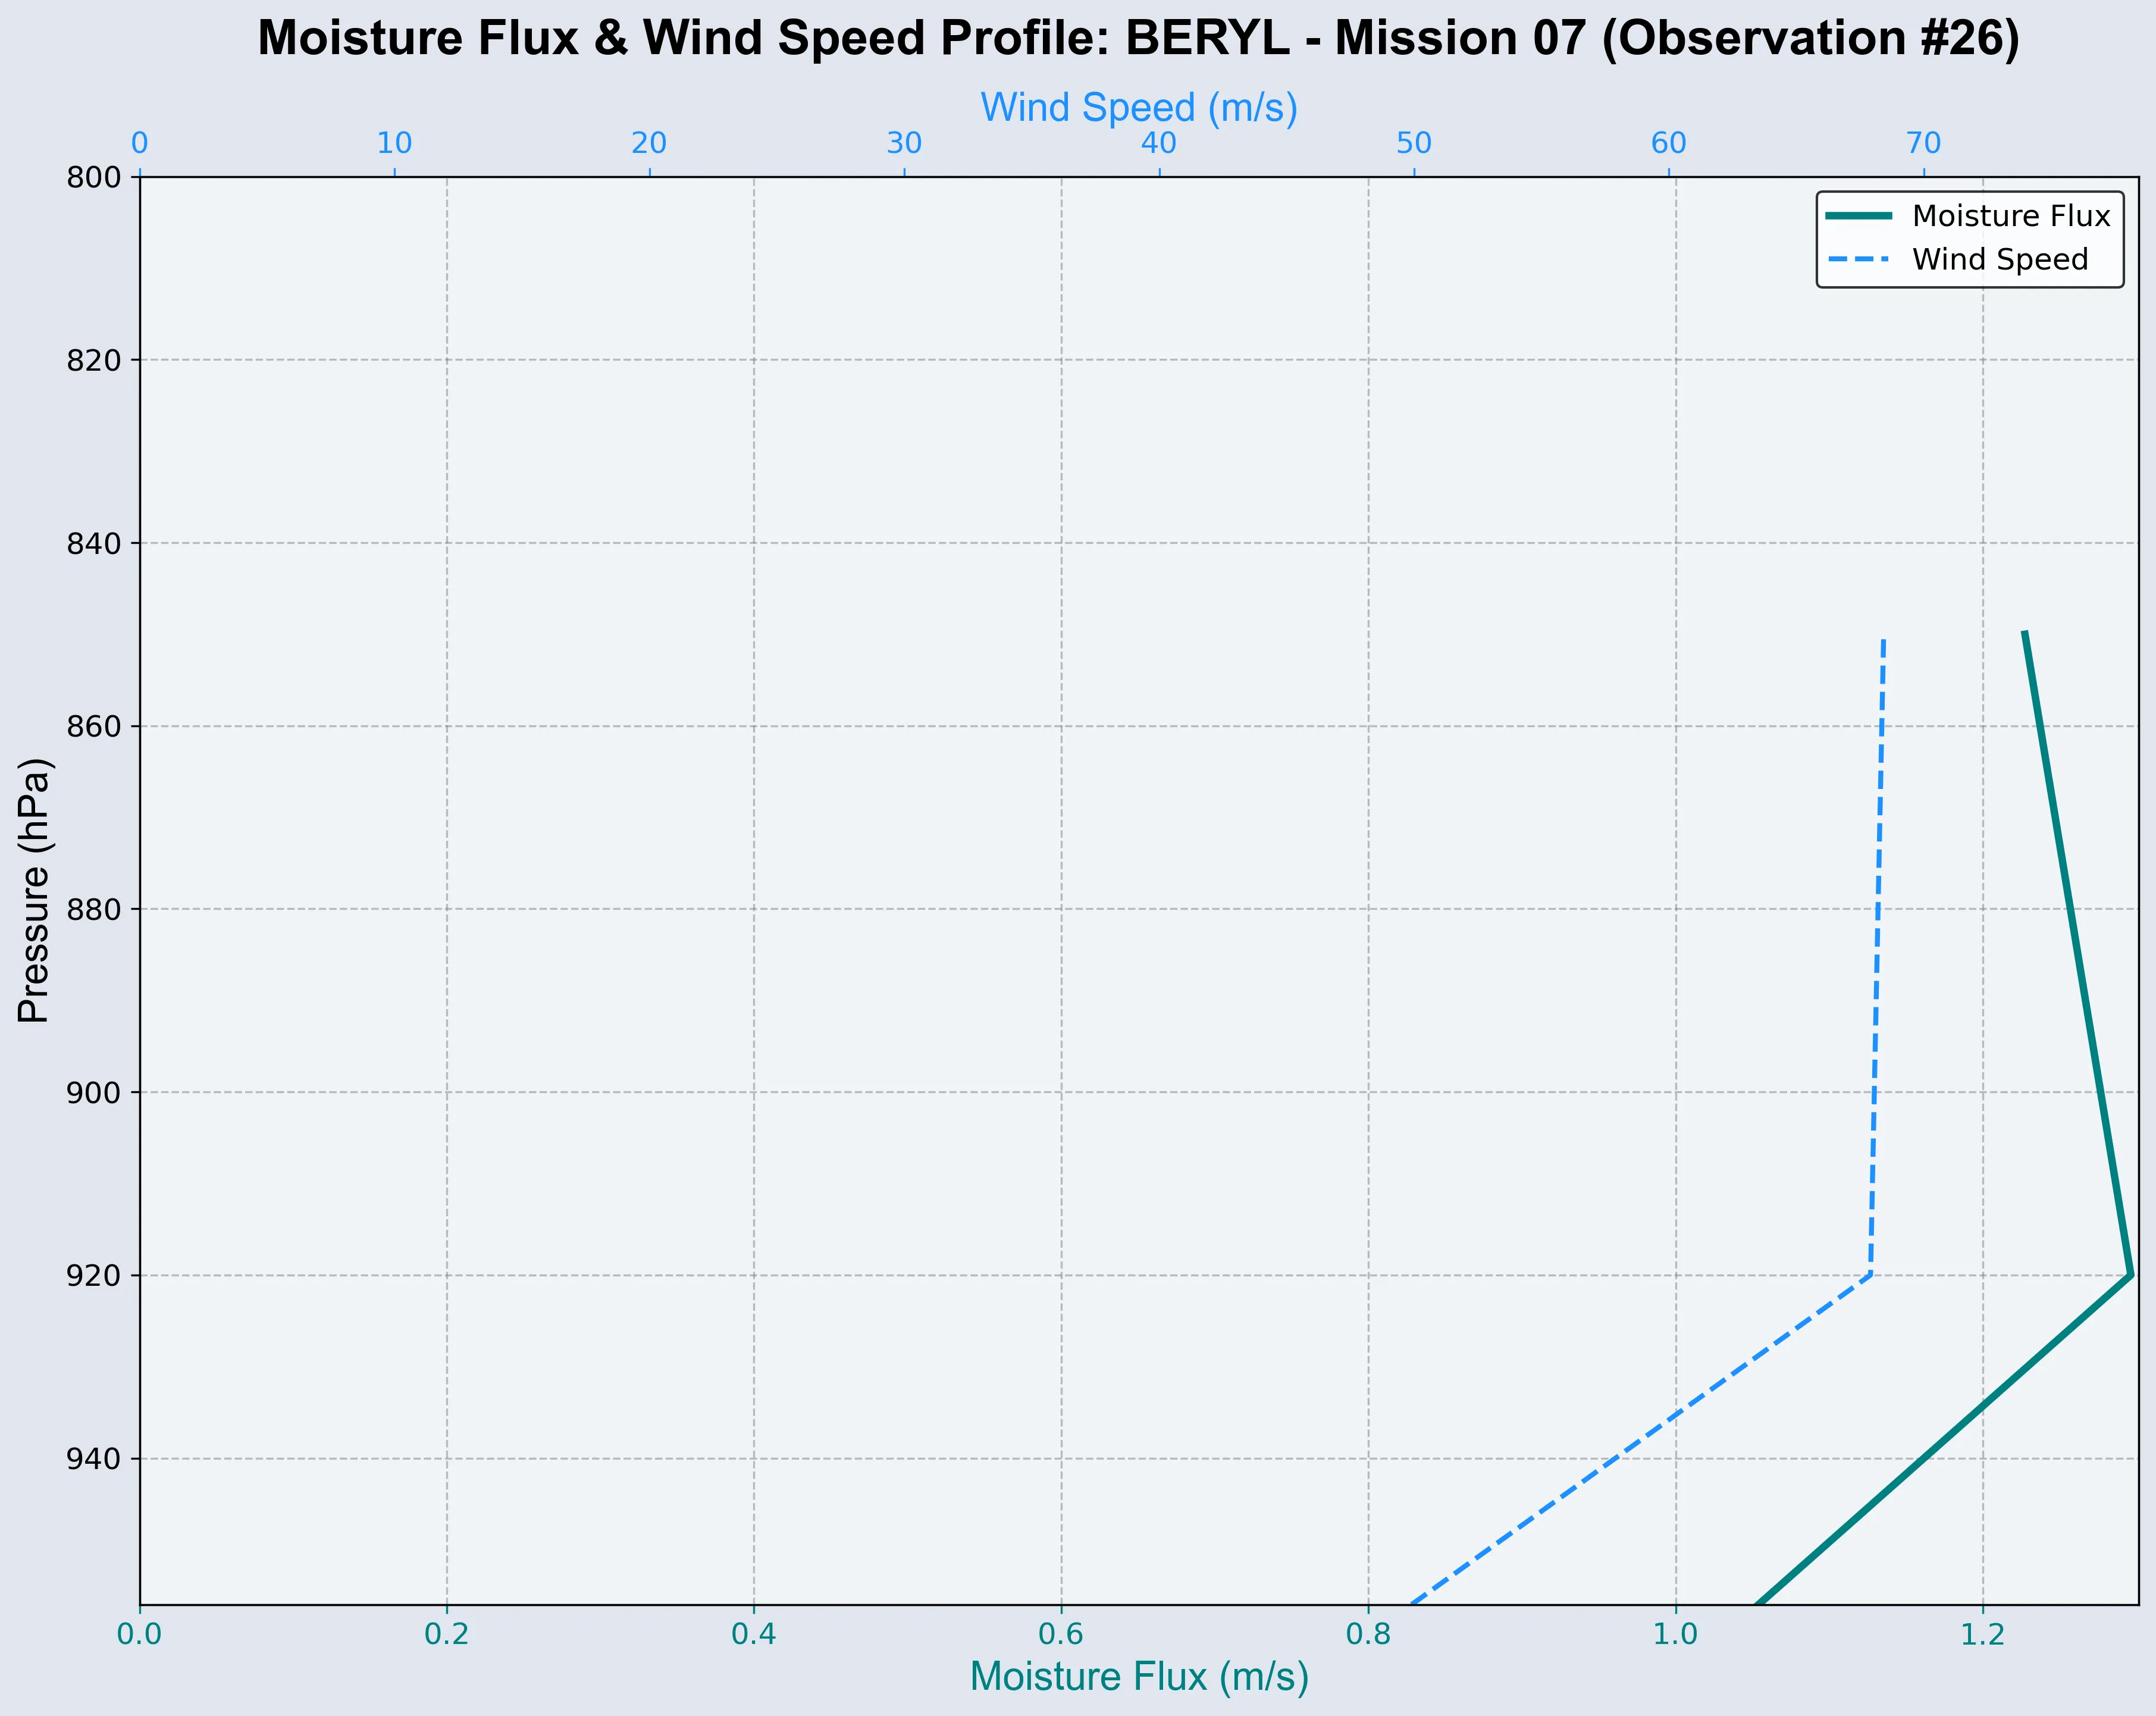 Moisture Flux & Wind Speed Profile: BERYL - Mission 07 (Observation #26)
Wind Speed (m/s)
0 10 20 30 40 50 60 70
Moisture Flux
Wind Speed
Pressure (hPa)
800
820
840
860
880
900
920
940
0.0 0.2 0.4 0.6 0.8 1.0 1.2
Moisture Flux (m/s)